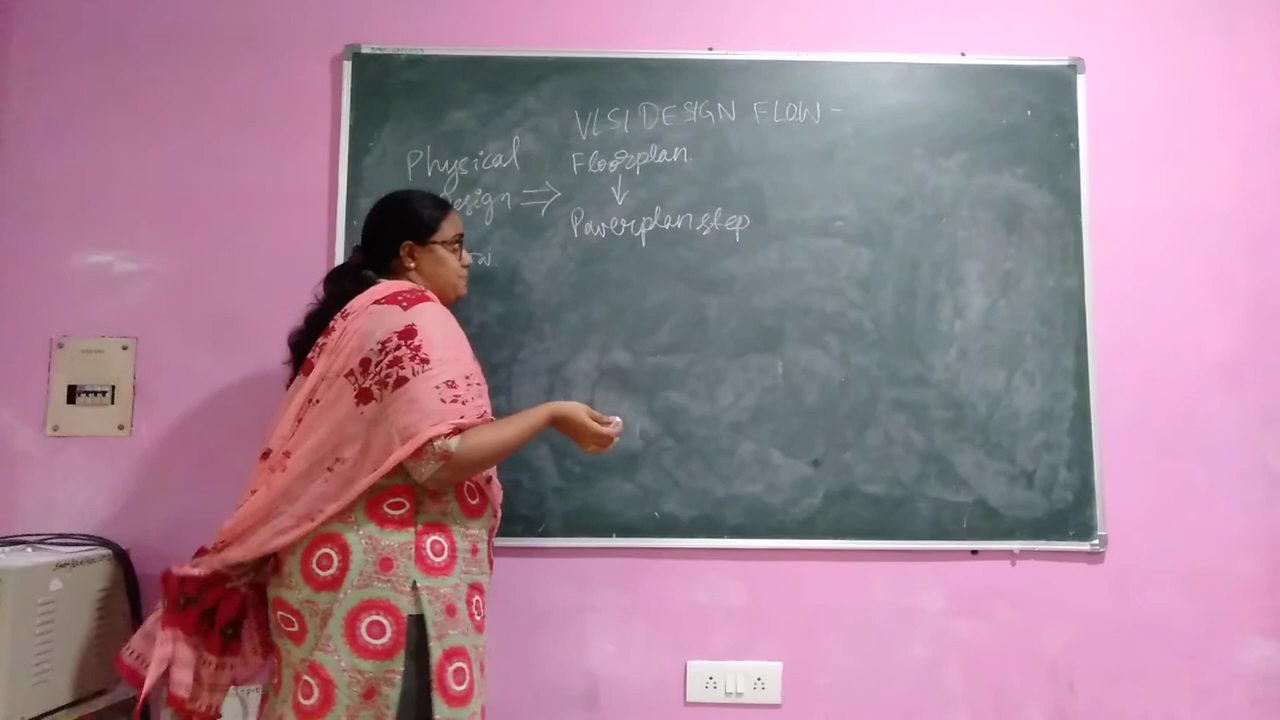 VLSI DESIGN FLOW -
Physical
Design ⇒
Floorplan
↓
Powerplan step